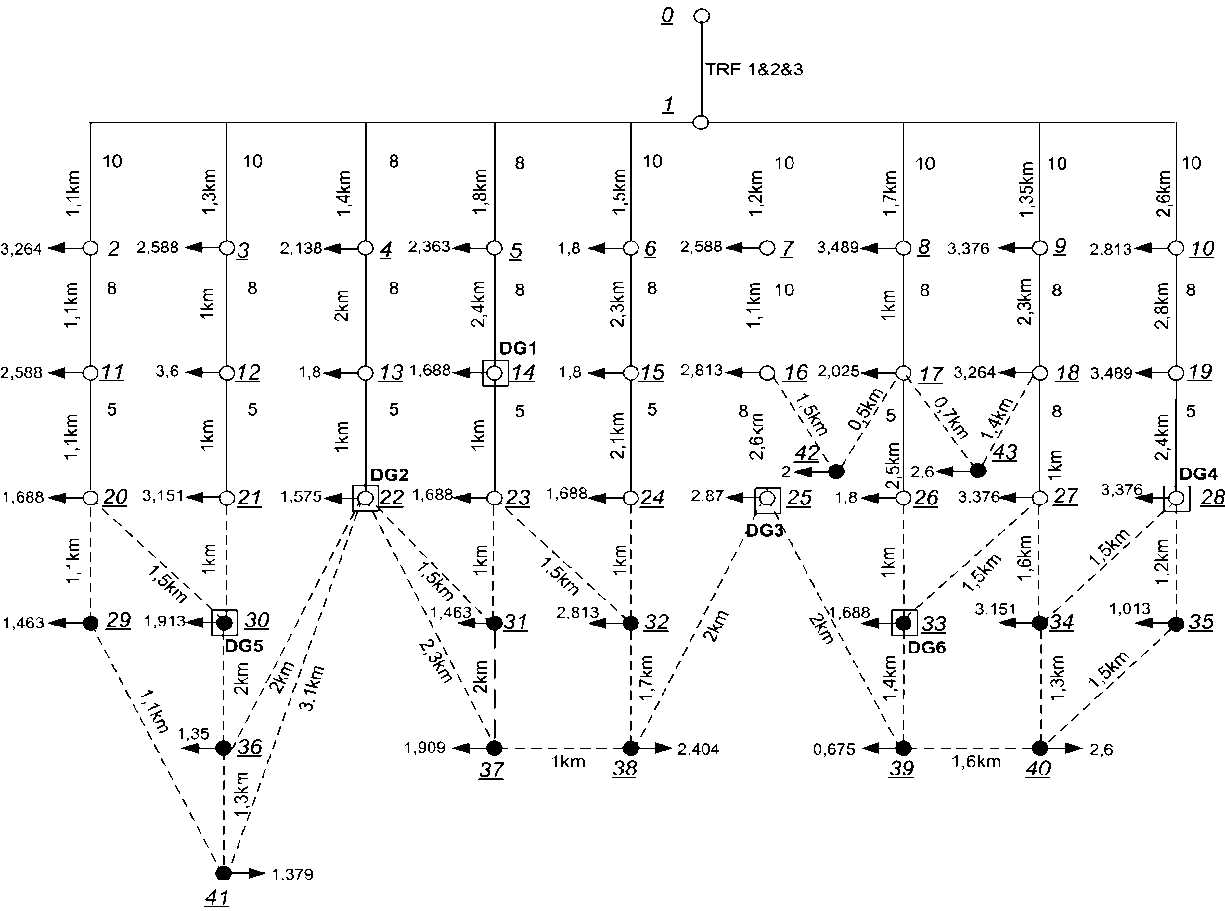 0
TRF 1&2&3
1
10 10 8 8 10 10 10 10 10
1,1km 1,3km 1,4km 1,8km 1,5km 1,2km 1,7km 1,35km 2,6km
3,264 2 2,588 3 2,138 4 2,363 5 1,8 6 2,588 7 3,489 8 3.376 9 2.813 10
8 8 8 8 8 10 8 8 8
1,1km 1km 2km 2,4km 2,3km 1,1km 1km 2,3km 2,8km
DG1
2,588 11 3,6 12 1,8 13 1,688 14 1,8 15 2,813 16 2,025 17 3,264 18 3,489 19
5 5 5 5 5 8 5 8 5
1,1km 1km 1km 1km 2,1km 2,6km 1,5km 0,5km 2,5km 0,7km 1,4km 1km 2,4km
42 43
2 2.6
DG2 DG4
1,688 20 3,151 21 1,575 22 1,688 23 1,688 24 2.87 25 1.8 26 3.376 27 3,376 28
DG3
1,1km 1,5km 1km 1,5km 1km 1,5km 1km 1km 1,5km 1,6km 1,5km 1,2km
1,463 29 1,913 30 1,463 31 2.813 32 1,688 33 3.151 34 1,013 35
DG5 DG6
2km 2km 3,1km 2,3km 2km 1,7km 2km 2km 1,4km 1,3km 1,5km
1,35 36 1,909 37 1km 38 2.404 0,675 39 1,6km 40 2,6
1,1km 1,3km
1.379
41